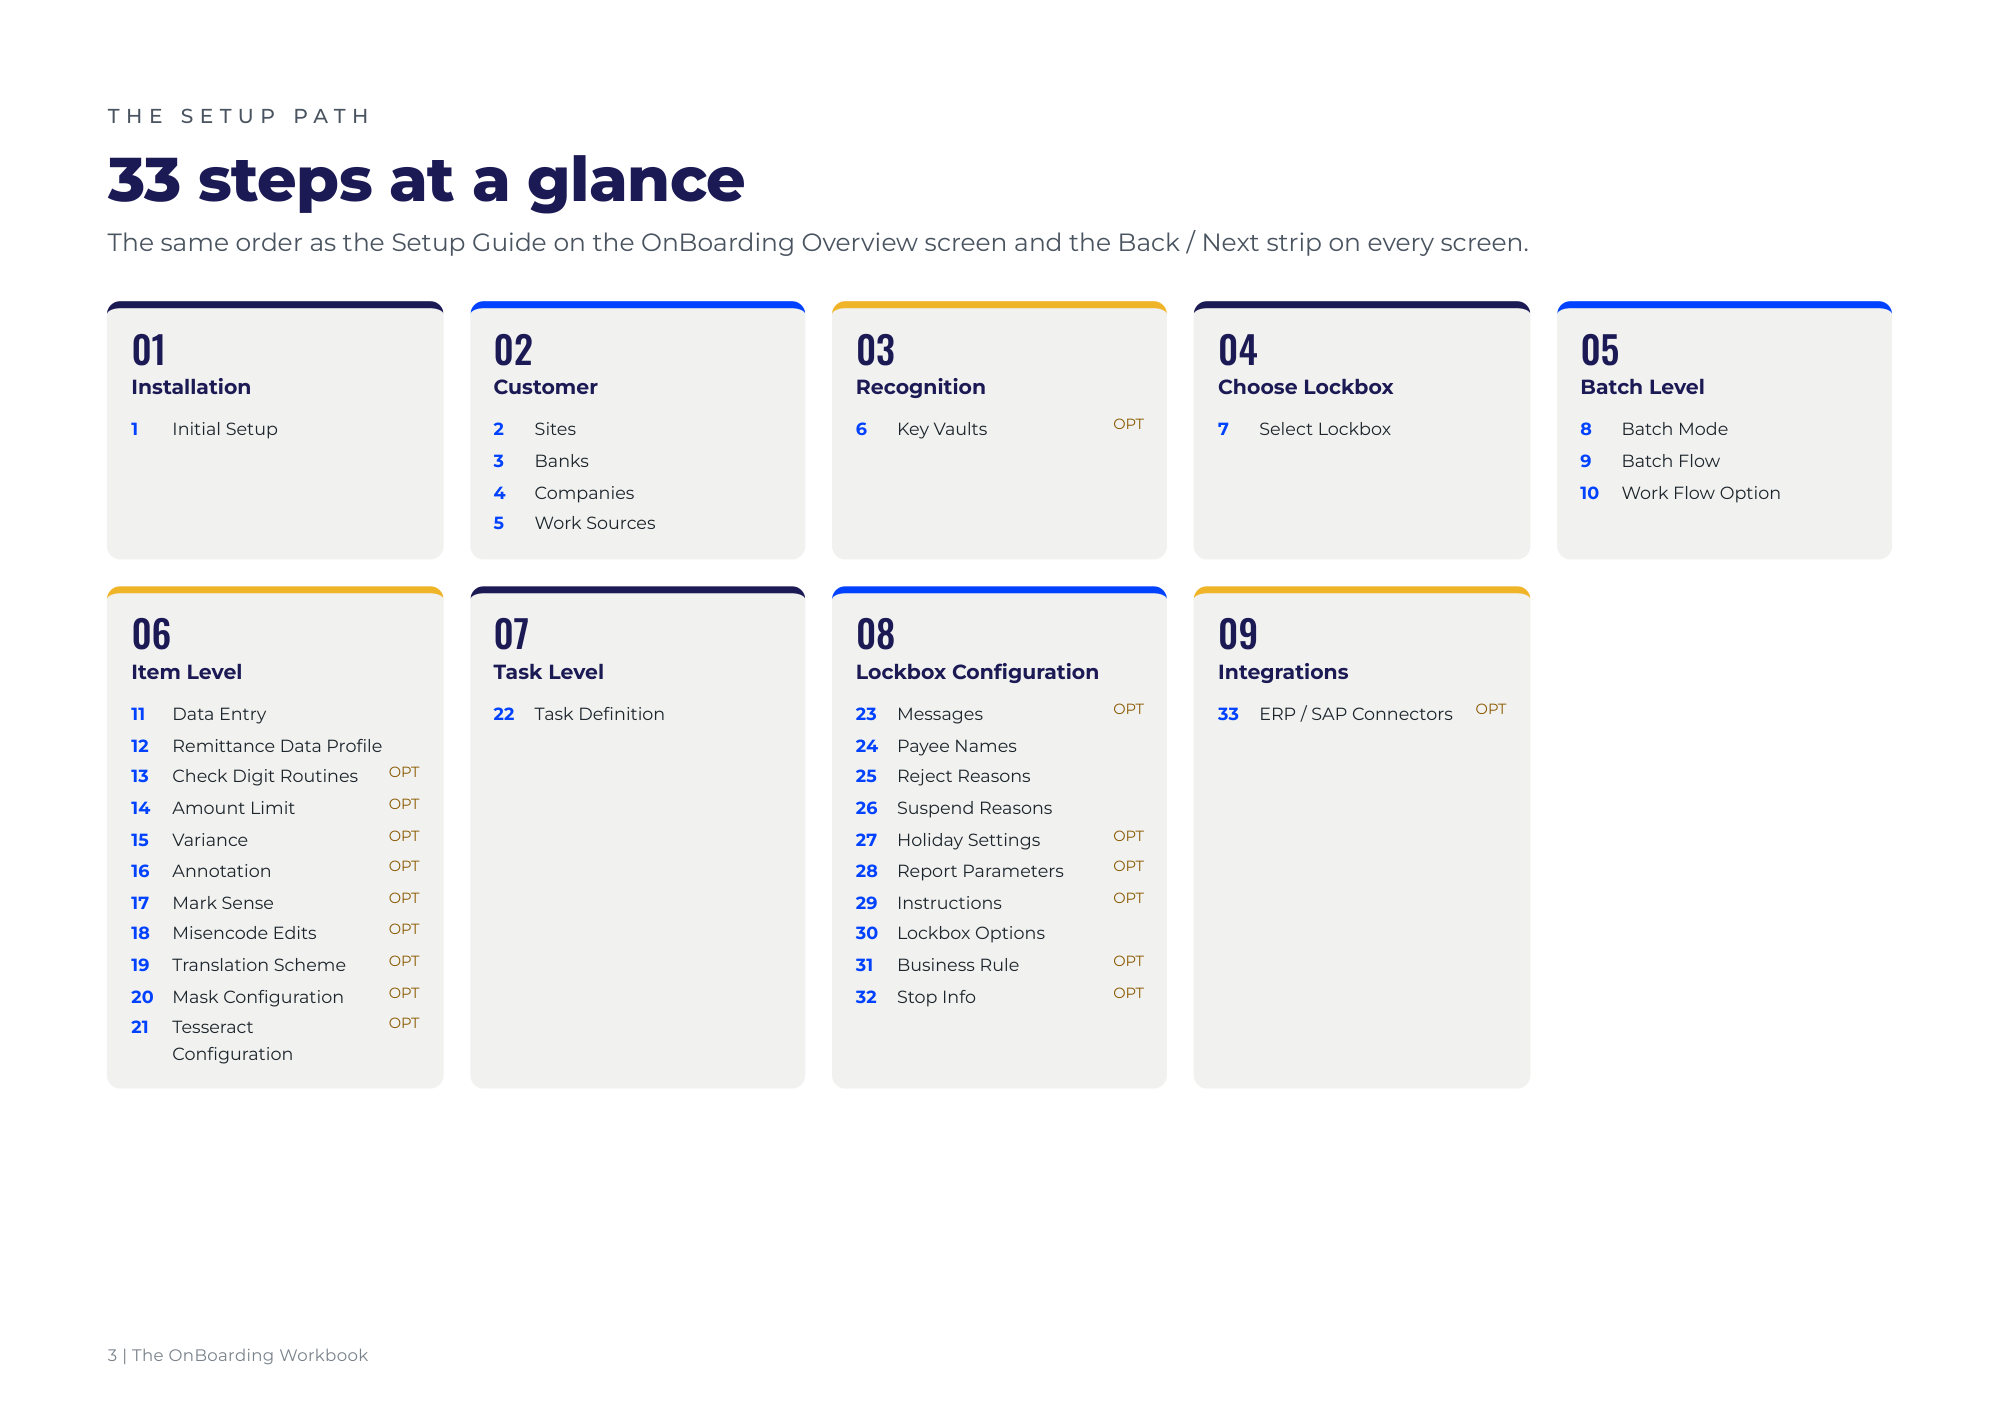 THE SETUP PATH
33 steps at a glance
The same order as the Setup Guide on the OnBoarding Overview screen and the Back / Next strip on every screen.
01
Installation
1 Initial Setup
02
Customer
2 Sites
3 Banks
4 Companies
5 Work Sources
03
Recognition
6 Key Vaults OPT
04
Choose Lockbox
7 Select Lockbox
05
Batch Level
8 Batch Mode
9 Batch Flow
10 Work Flow Option
06
Item Level
11 Data Entry
12 Remittance Data Profile
13 Check Digit Routines OPT
14 Amount Limit OPT
15 Variance OPT
16 Annotation OPT
17 Mark Sense OPT
18 Misencode Edits OPT
19 Translation Scheme OPT
20 Mask Configuration OPT
21 Tesseract OPT
Configuration
07
Task Level
22 Task Definition
08
Lockbox Configuration
23 Messages OPT
24 Payee Names
25 Reject Reasons
26 Suspend Reasons
27 Holiday Settings OPT
28 Report Parameters OPT
29 Instructions OPT
30 Lockbox Options
31 Business Rule OPT
32 Stop Info OPT
09
Integrations
33 ERP / SAP Connectors OPT
3 | The OnBoarding Workbook